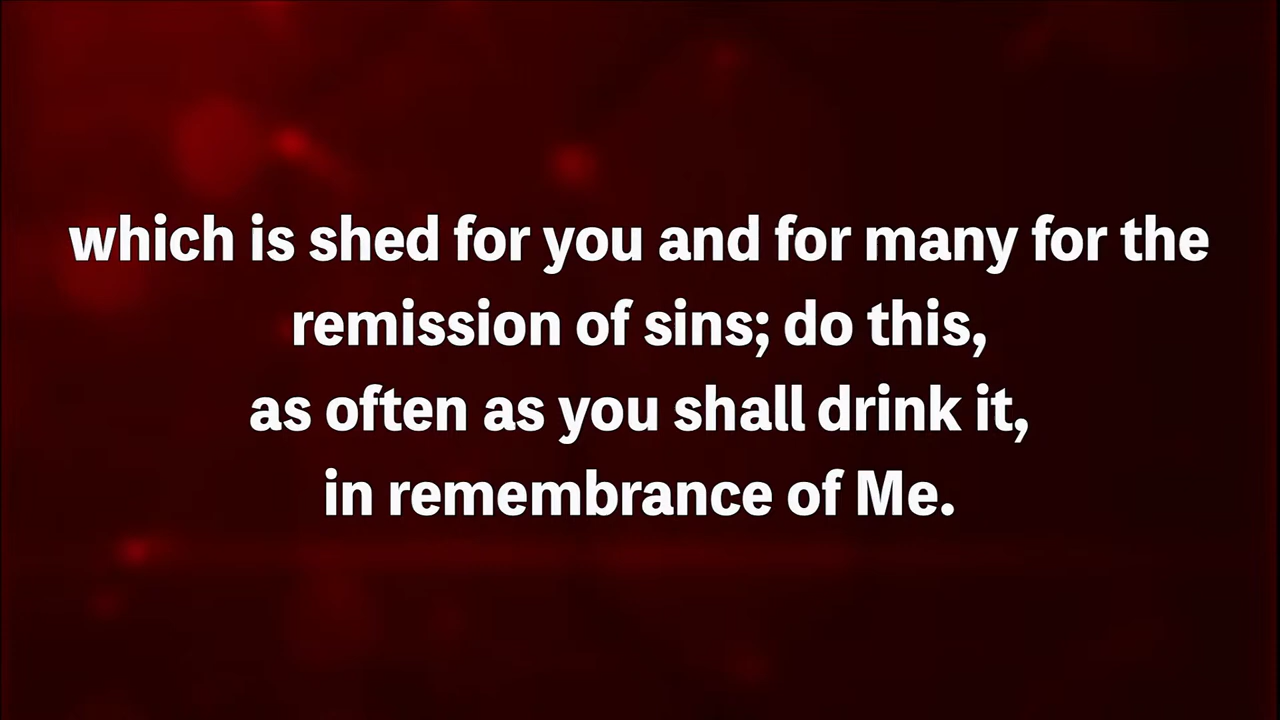 which is shed for you and for many for the
remission of sins; do this,
as often as you shall drink it,
in remembrance of Me.